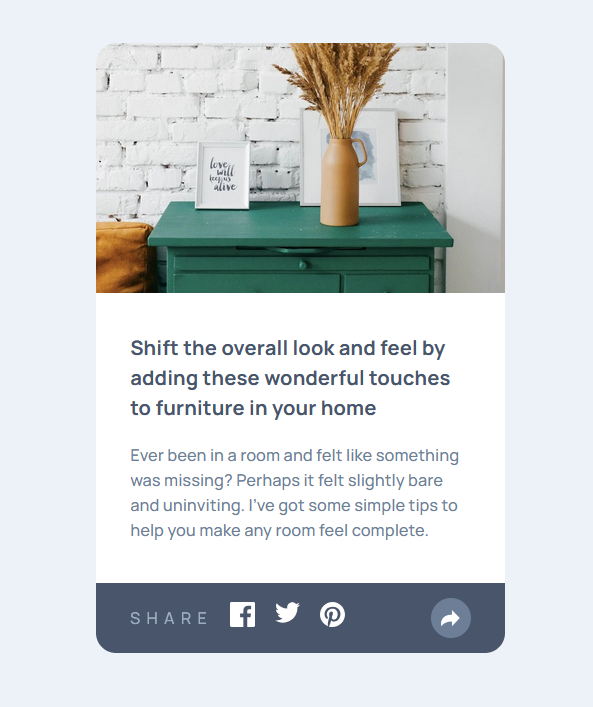 love
will
keep us
alive
Shift the overall look and feel by
adding these wonderful touches
to furniture in your home
Ever been in a room and felt like something
was missing? Perhaps it felt slightly bare
and uninviting. I've got some simple tips to
help you make any room feel complete.
SHARE